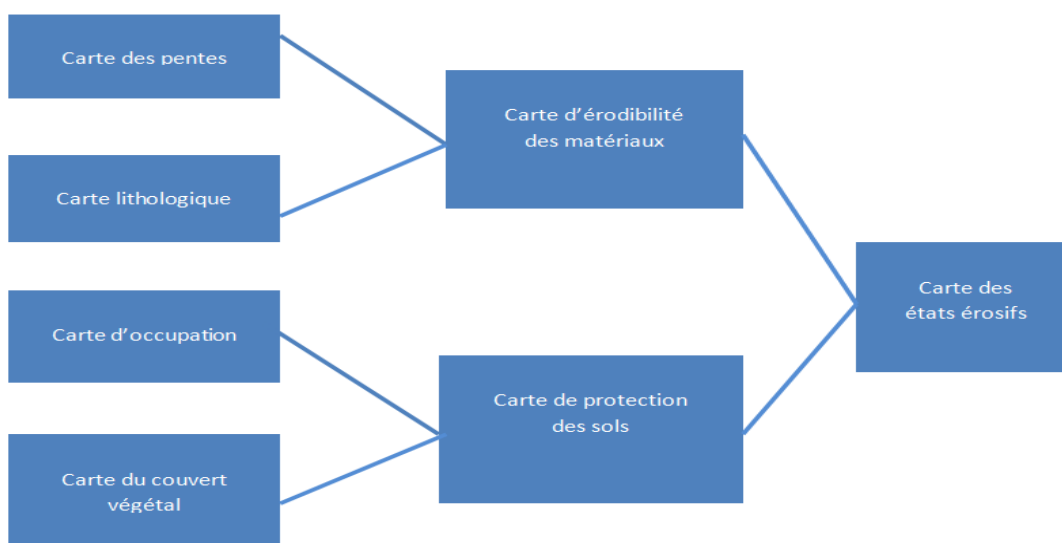 Carte des pentes
Carte lithologique
Carte d’occupation
Carte du couvert
végétal
Carte d’érodibilité
des matériaux
Carte de protection
des sols
Carte des
états érosifs